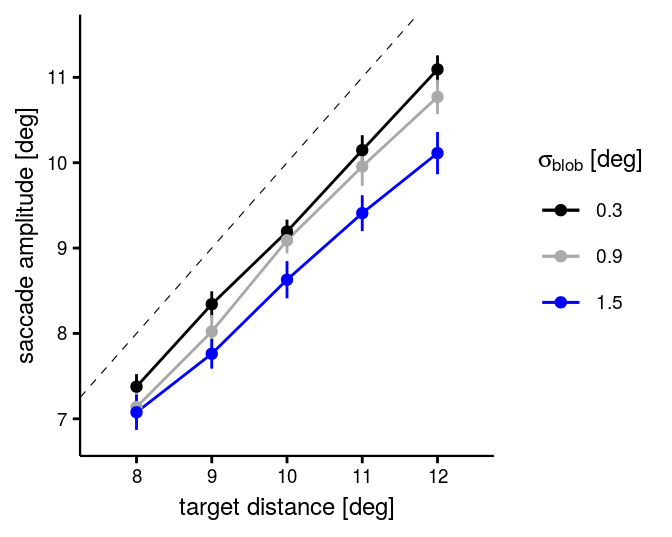 saccade amplitude [deg]
11
10
9
8
7
8 9 10 11 12
target distance [deg]
σblob [deg]
0.3
0.9
1.5